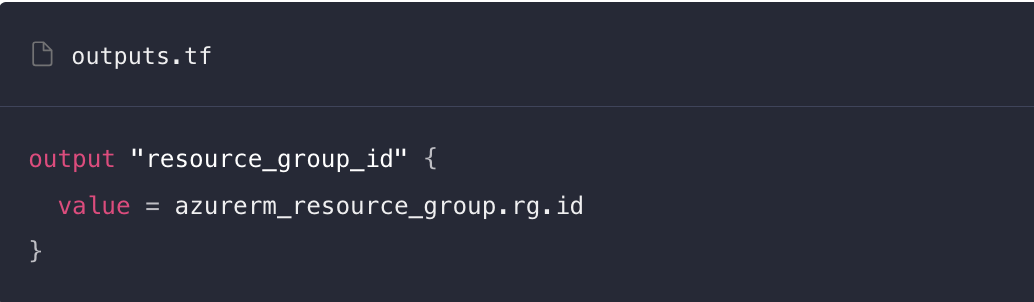 outputs.tf
output "resource_group_id" {
  value = azurerm_resource_group.rg.id
}